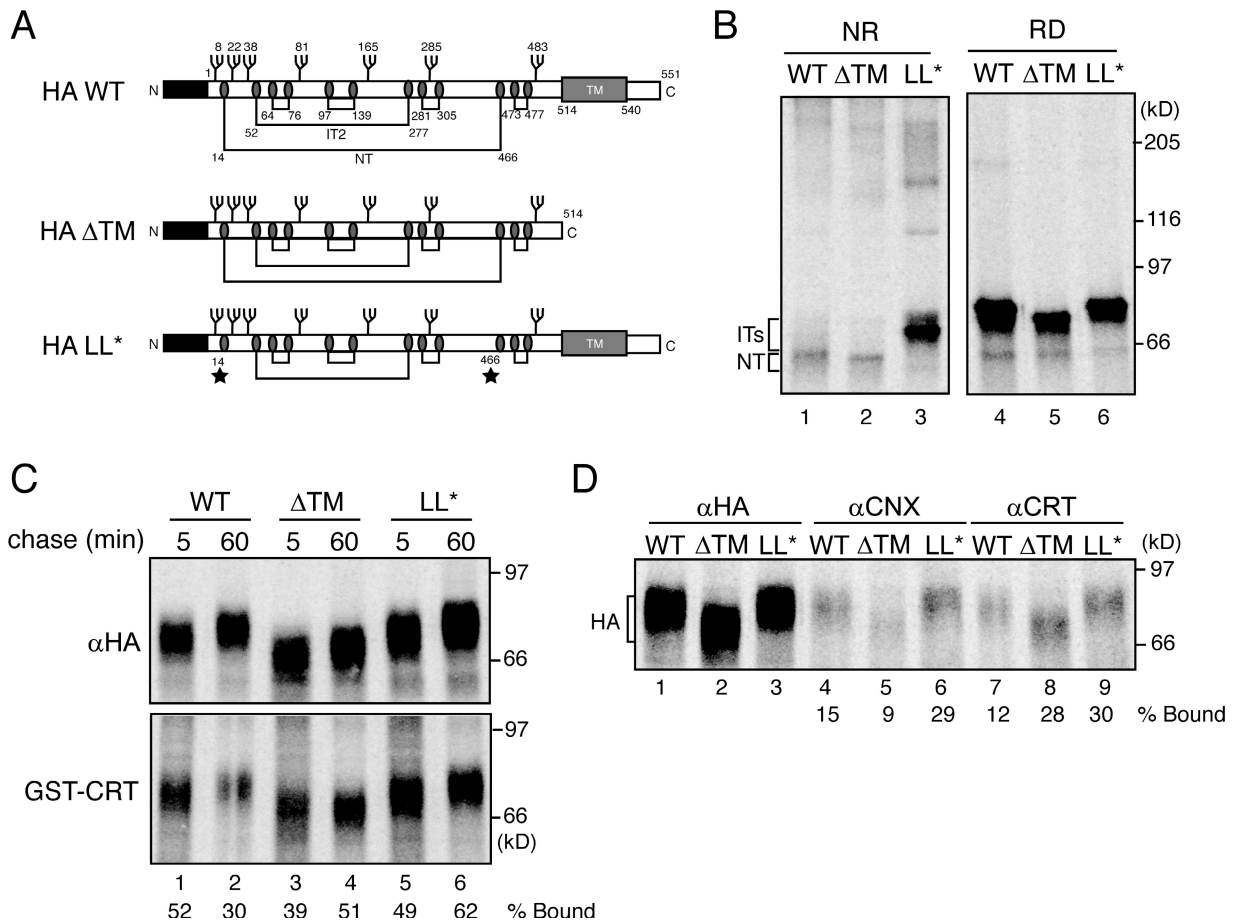 A
8 22 38 81 165 285 483
1 551
HA WT N TM C
64 76 97 139 281 305 473 477 514 540
52 IT2 277
14 NT 466
514
HA ΔTM N C
HA LL* N TM C
14 466
B
NR RD
WT ΔTM LL* WT ΔTM LL*
(kD)
205
116
97
ITs
66
NT
1 2 3 4 5 6
C
WT ΔTM LL*
chase (min) 5 60 5 60 5 60
97
αHA
66
97
GST-CRT
66
(kD)
1 2 3 4 5 6
52 30 39 51 49 62 % Bound
D
αHA αCNX αCRT
WT ΔTM LL* WT ΔTM LL* WT ΔTM LL* (kD)
97
HA
66
1 2 3 4 5 6 7 8 9
15 9 29 12 28 30 % Bound